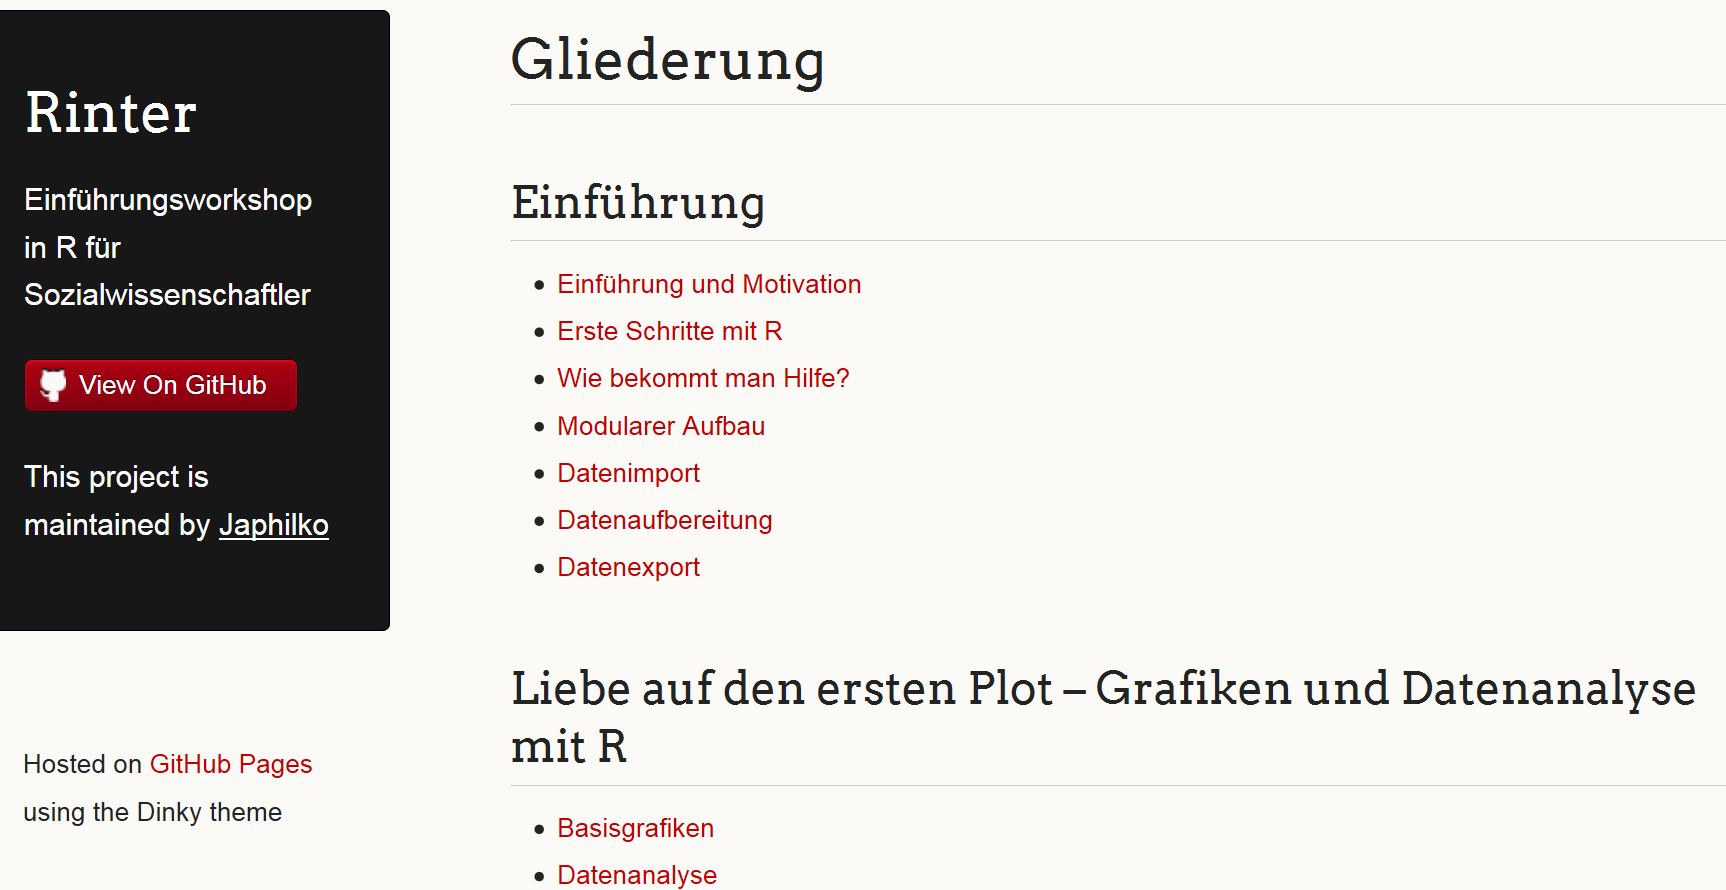 Rinter
Einführungsworkshop
in R für
Sozialwissenschaftler
View On GitHub
This project is
maintained by Japhilko
Hosted on GitHub Pages
using the Dinky theme
Gliederung
Einführung
Einführung und Motivation
Erste Schritte mit R
Wie bekommt man Hilfe?
Modularer Aufbau
Datenimport
Datenaufbereitung
Datenexport
Liebe auf den ersten Plot – Grafiken und Datenanalyse
mit R
Basisgrafiken
Datenanalyse